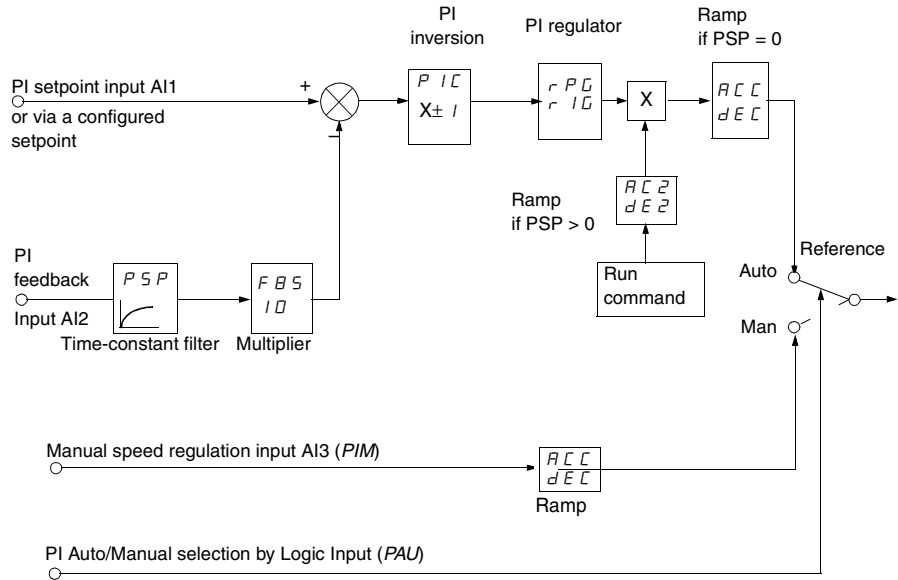 PI
inversion
PI regulator
Ramp
if PSP = 0
PI setpoint input AI1
+
or via a configured
setpoint
–
PIC
X± 1
rPG
rIG
X
ACC
dEC
Ramp
if PSP > 0
AC2
dE2
Run
command
PI
feedback
Input AI2
PSP
Time-constant filter
FBS
10
Multiplier
Reference
Auto
Man
Manual speed regulation input AI3 (PIM)
ACC
dEC
Ramp
PI Auto/Manual selection by Logic Input (PAU)